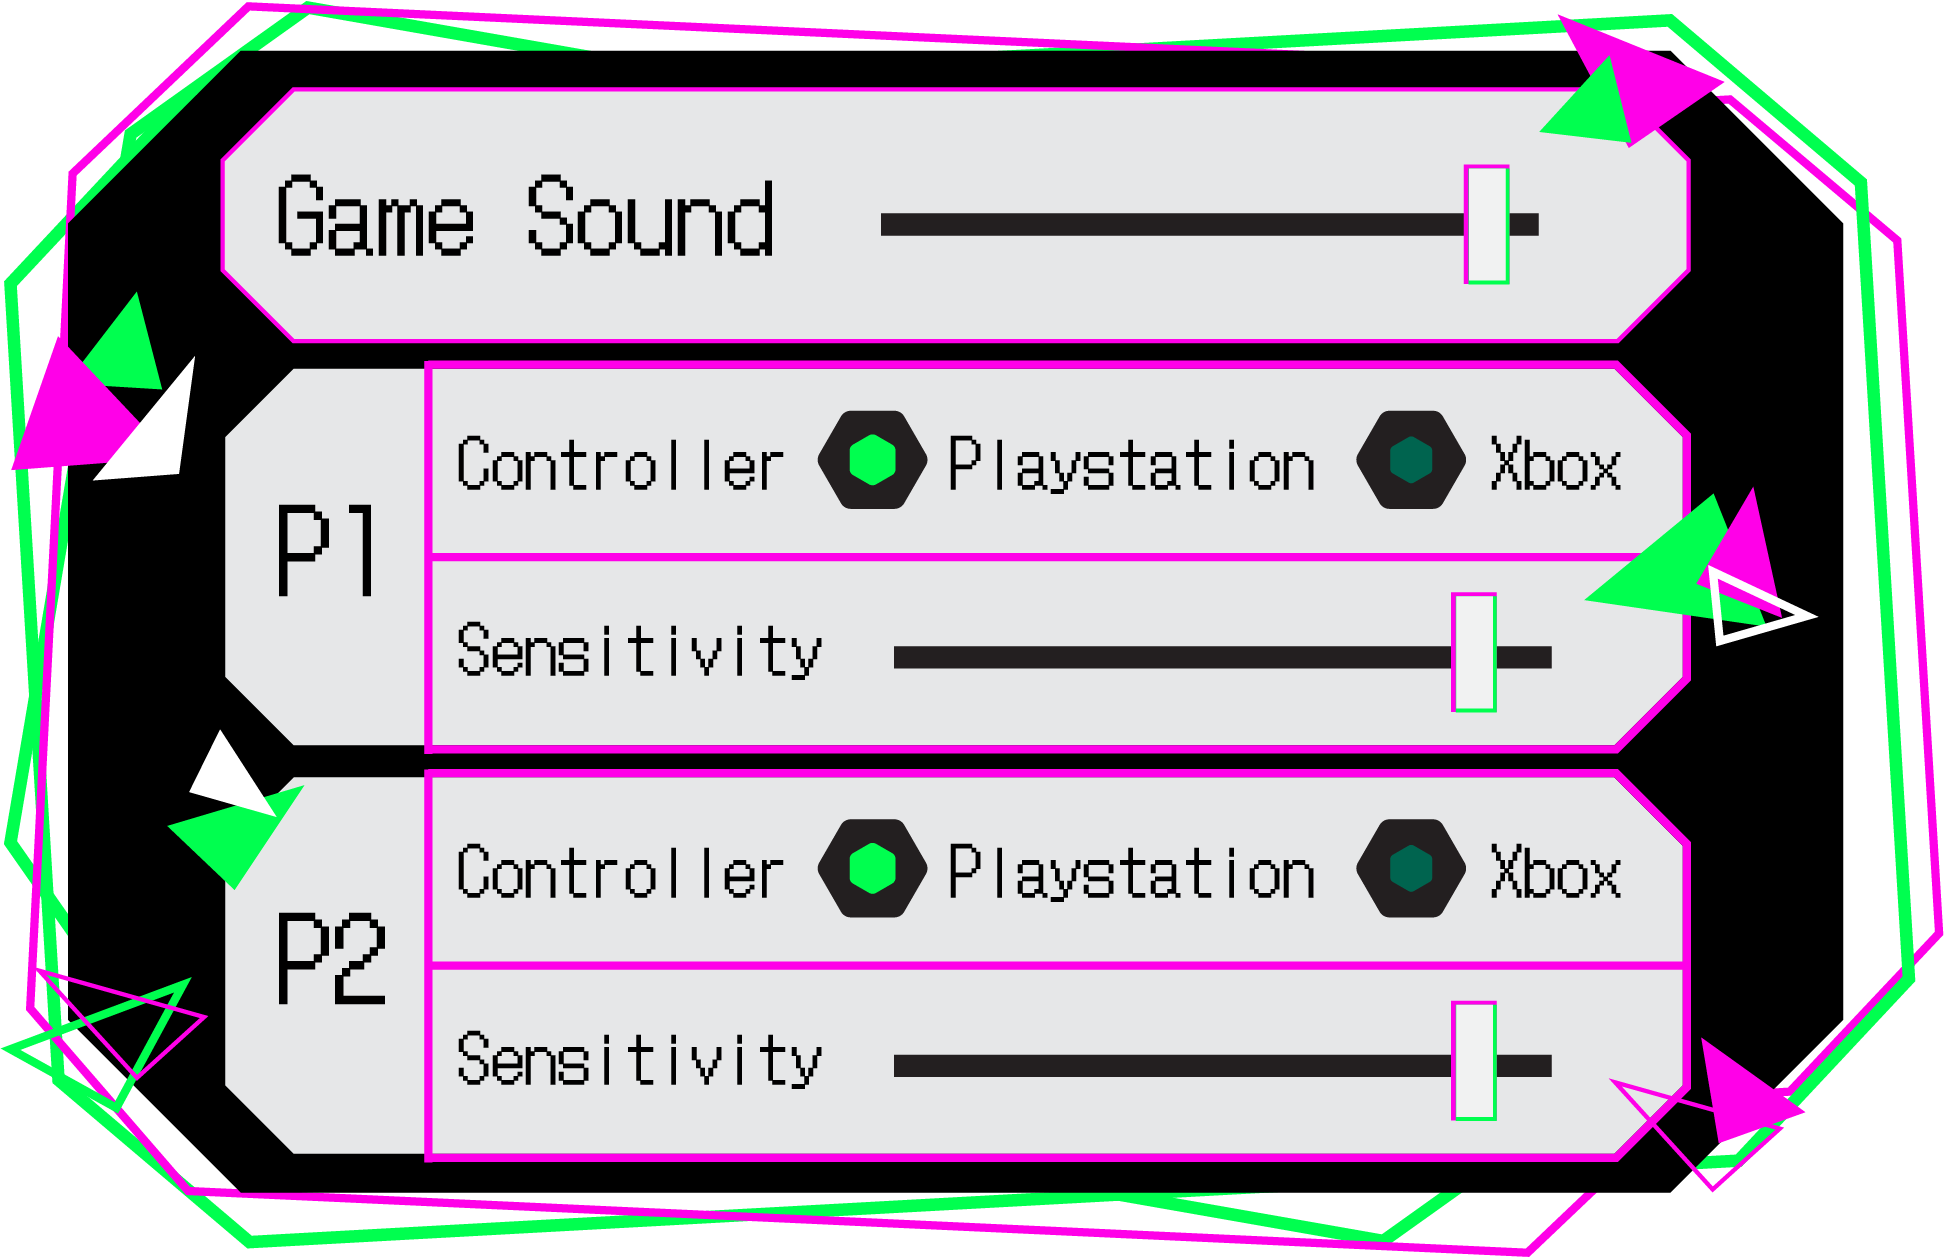 Game Sound
P1
Controller Playstation Xbox
Sensitivity
P2
Controller Playstation Xbox
Sensitivity